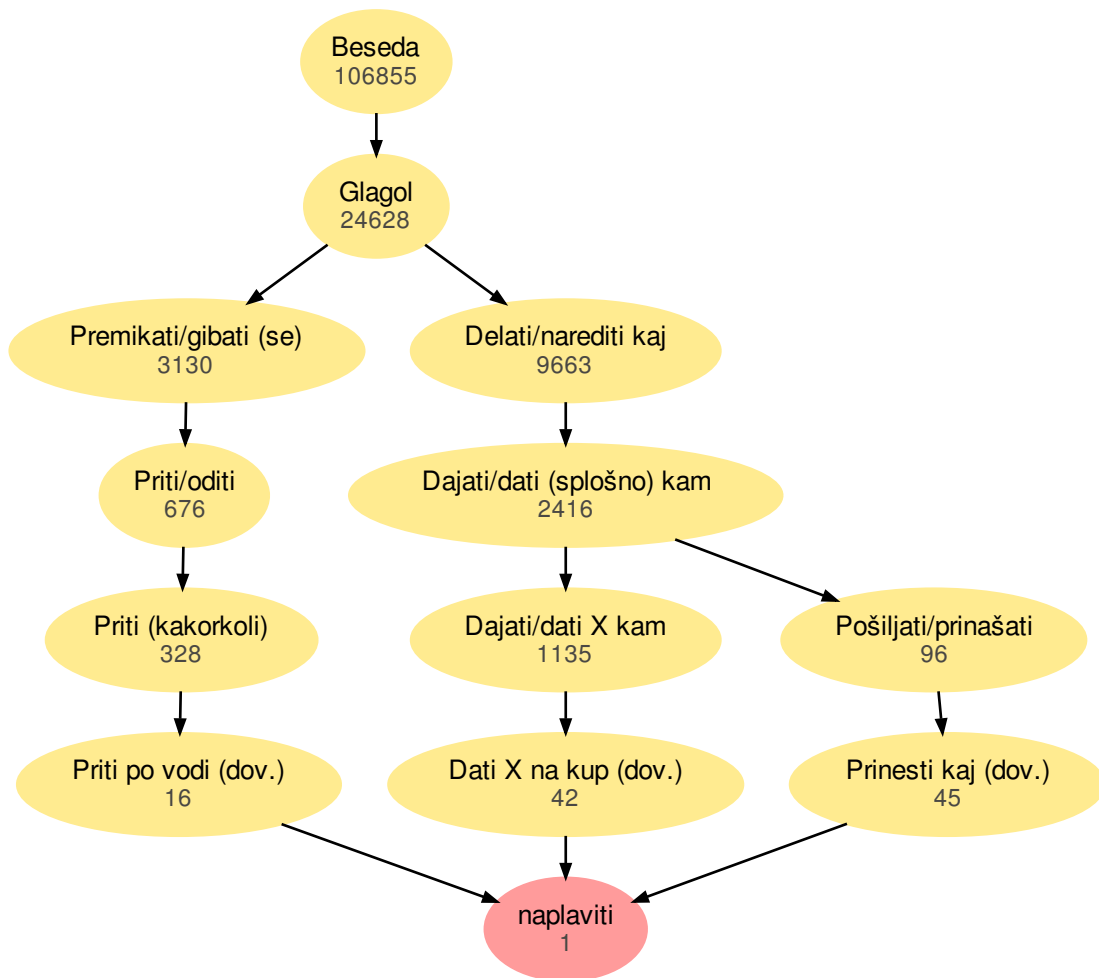 Beseda
106855
Glagol
24628
Premikati/gibati (se)
3130
Delati/narediti kaj
9663
Priti/oditi
676
Dajati/dati (splošno) kam
2416
Priti (kakorkoli)
328
Dajati/dati X kam
1135
Pošiljati/prinašati
96
Priti po vodi (dov.)
16
Dati X na kup (dov.)
42
Prinesti kaj (dov.)
45
naplaviti
1